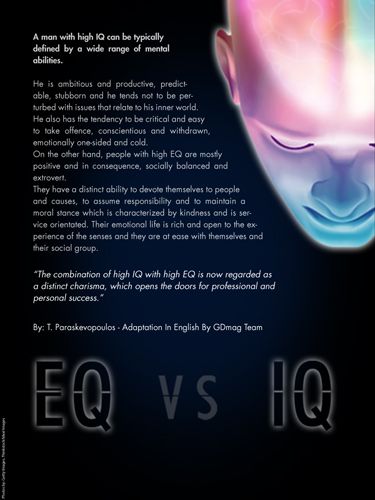 A man with high IQ can be typically
defined by a wide range of mental
abilities.
He is ambitious and productive, predict-
able, stubborn and he tends not to be per-
turbed with issues that relate to his inner world.
He also has the tendency to be critical and easy
to take offence, conscientious and withdrawn,
emotionally one-sided and cold.
On the other hand, people with high EQ are mostly
positive and in consequence, socially balanced and
extrovert.
They have a distinct ability to devote themselves to people
and causes, to assume responsibility and to maintain a
moral stance which is characterized by kindness and is ser-
vice orientated. Their emotional life is rich and open to the ex-
perience of the senses and they are at ease with themselves and
their social group.
“The combination of high IQ with high EQ is now regarded as
a distinct charisma, which opens the doors for professional and
personal success.”
By: T. Paraskevopoulos - Adaptation In English By GDmag Team
EQ VS IQ
Photos by: Getty Images, Thinkstock/Ideal Images